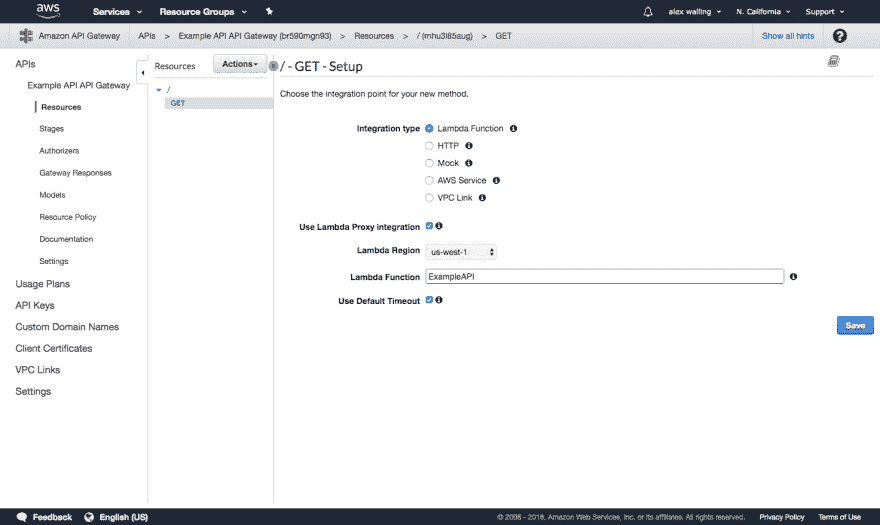 aws
Services
Resource Groups
alex walling
N. California
Support
Amazon API Gateway
APIs > Example API API Gateway (br590mgn93) > Resources > / (mhu3l85aug) > GET
Show all hints
APIs
Example API API Gateway
Resources
Stages
Authorizers
Gateway Responses
Models
Resource Policy
Documentation
Settings
Usage Plans
API Keys
Custom Domain Names
Client Certificates
VPC Links
Settings
Resources
Actions
/
GET
/ - GET - Setup
Choose the integration point for your new method.
Integration type
Lambda Function
HTTP
Mock
AWS Service
VPC Link
Use Lambda Proxy integration
Lambda Region us-west-1
Lambda Function ExampleAPI
Use Default Timeout
Save
Feedback
English (US)
© 2008 - 2018, Amazon Web Services, Inc. or its affiliates. All rights reserved.
Privacy Policy
Terms of Use